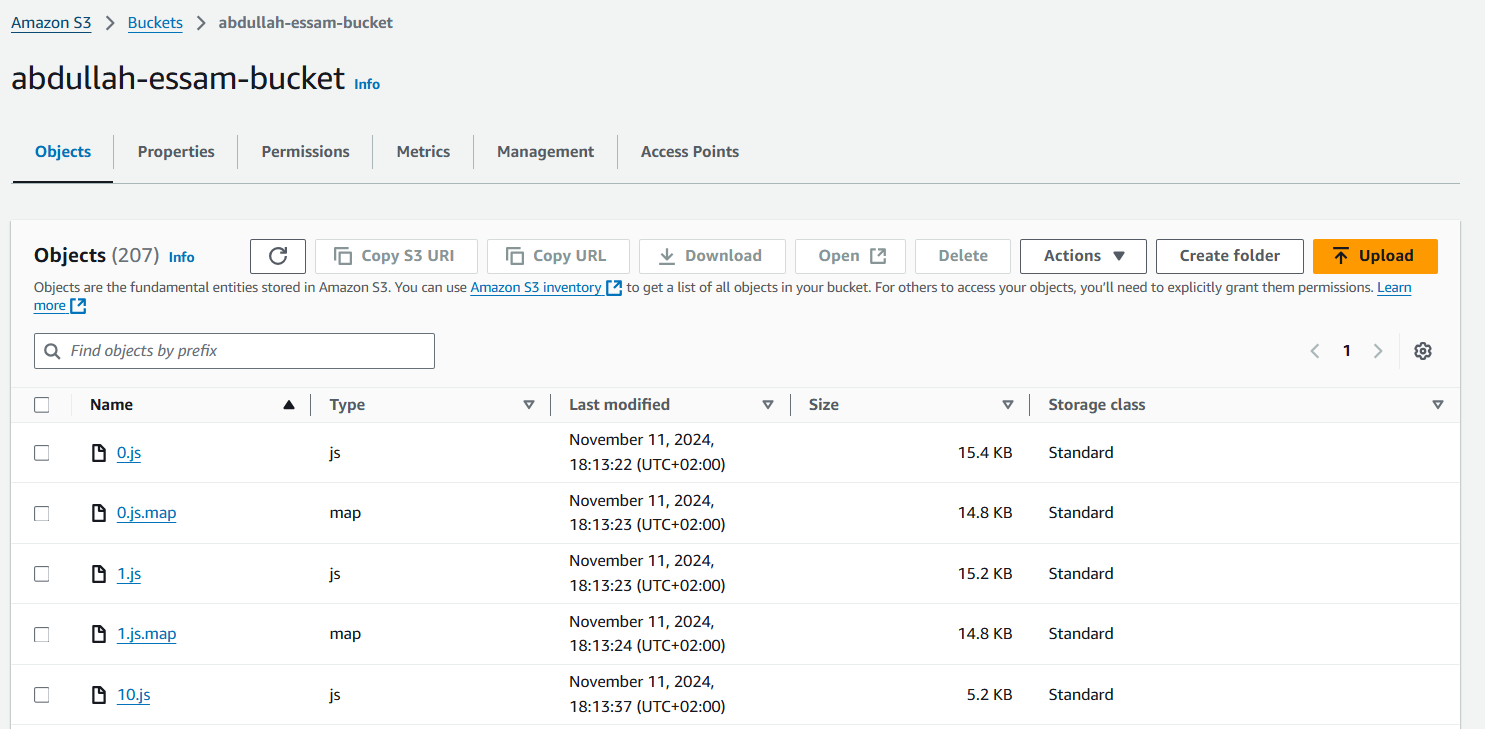 Amazon S3 > Buckets > abdullah-essam-bucket
abdullah-essam-bucket Info
Objects Properties Permissions Metrics Management Access Points
Objects (207) Info Copy S3 URI Copy URL Download Open Delete Actions Create folder Upload
Objects are the fundamental entities stored in Amazon S3. You can use Amazon S3 inventory to get a list of all objects in your bucket. For others to access your objects, you'll need to explicitly grant them permissions. Learn
more
Find objects by prefix 1
Name Type Last modified Size Storage class
0.js js November 11, 2024, 15.4 KB Standard
18:13:22 (UTC+02:00)
0.js.map map November 11, 2024, 14.8 KB Standard
18:13:23 (UTC+02:00)
1.js js November 11, 2024, 15.2 KB Standard
18:13:23 (UTC+02:00)
1.js.map map November 11, 2024, 14.8 KB Standard
18:13:24 (UTC+02:00)
10.js js November 11, 2024, 5.2 KB Standard
18:13:37 (UTC+02:00)